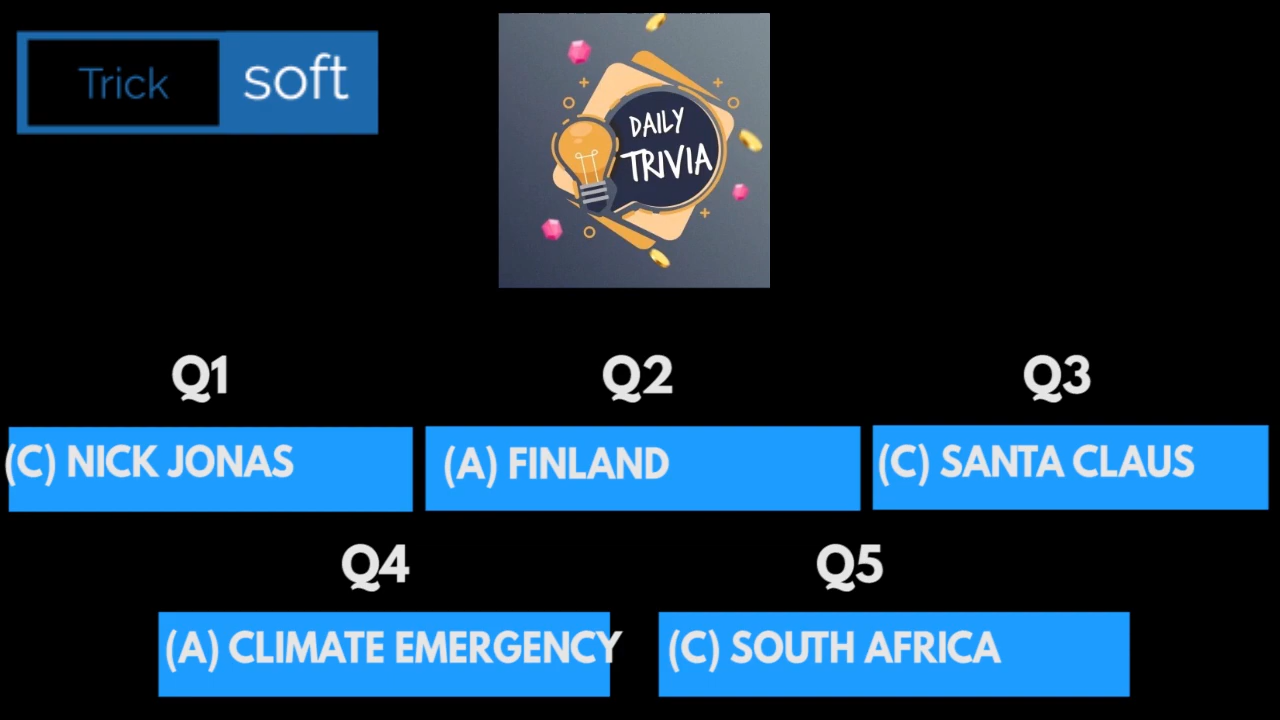 Trick soft
DAILY
TRIVIA
Q1
Q2
Q3
(C) NICK JONAS
(A) FINLAND
(C) SANTA CLAUS
Q4
Q5
(A) CLIMATE EMERGENCY
(C) SOUTH AFRICA